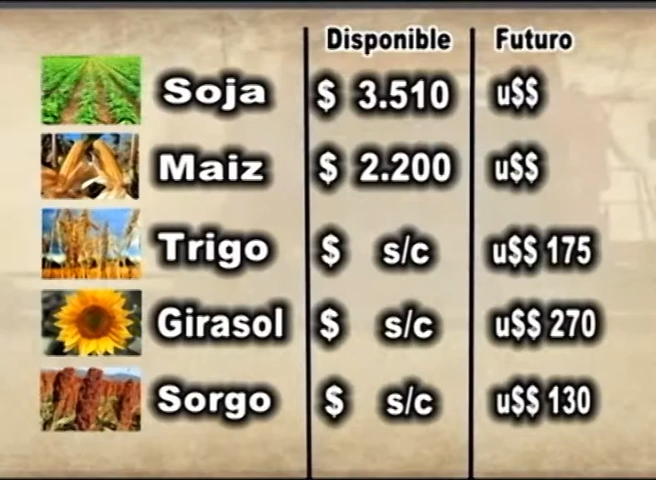 Disponible Futuro
Soja $ 3.510 u$$
Maiz $ 2.200 u$$
Trigo $ s/c u$$ 175
Girasol $ s/c u$$ 270
Sorgo $ s/c u$$ 130